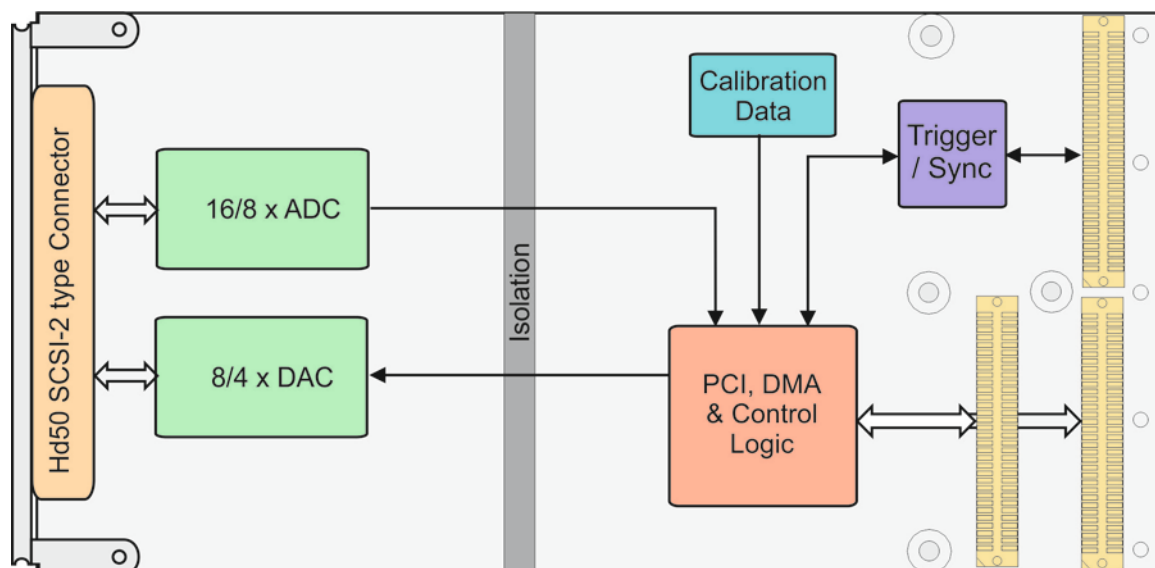 Hd50 SCSI-2 type Connector
16/8 x ADC
8/4 x DAC
Isolation
Calibration
Data
Trigger
/ Sync
PCI, DMA
& Control
Logic